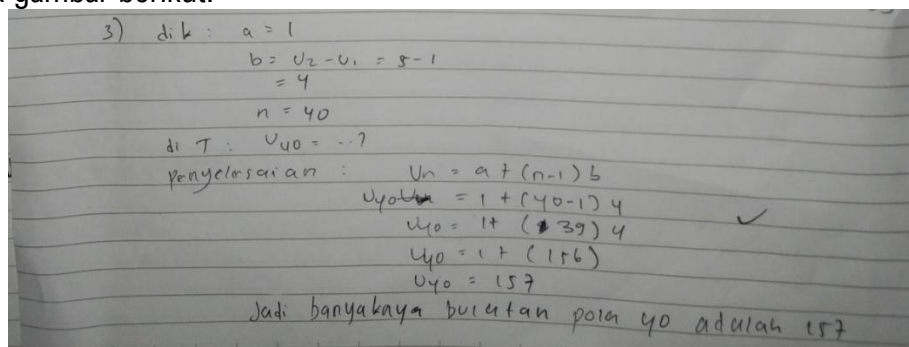 gambar berikut.
3) dik : a = 1
b = U2 - U1 = 5 - 1
= 4
n = 40
di T : U40 = ...?
penyelesaian : Un = a + (n-1) b
U40 = 1 + (40-1) 4
U40 = 1 + (39) 4
U40 = 1 + (156)
U40 = 157 ✓
Jadi banyaknya bulatan pola 40 adalah 157